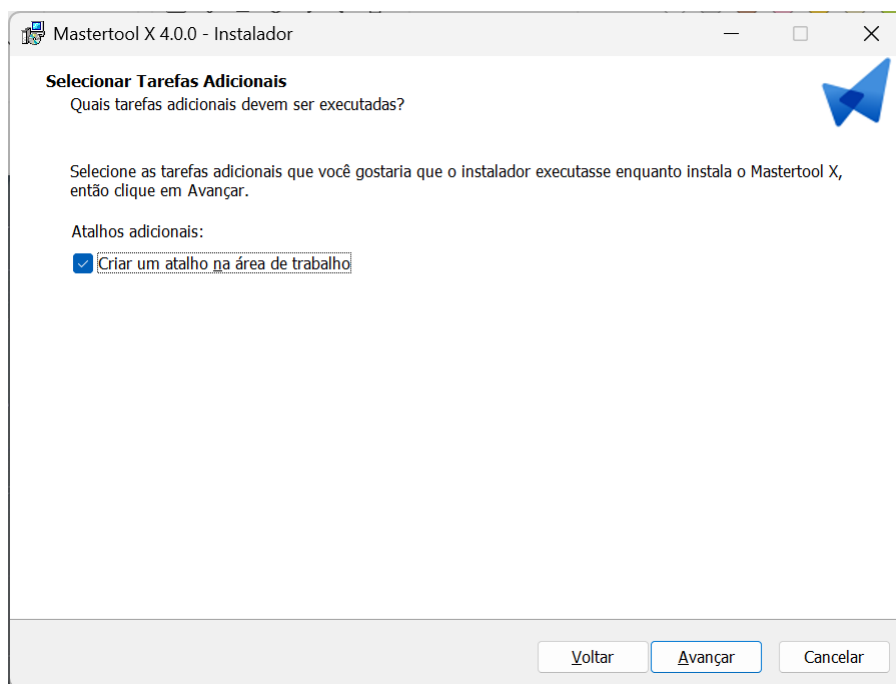 Mastertool X 4.0.0 - Instalador
Selecionar Tarefas Adicionais
Quais tarefas adicionais devem ser executadas?
Selecione as tarefas adicionais que você gostaria que o instalador executasse enquanto instala o Mastertool X,
então clique em Avançar.
Atalhos adicionais:
Criar um atalho na área de trabalho
Voltar
Avançar
Cancelar